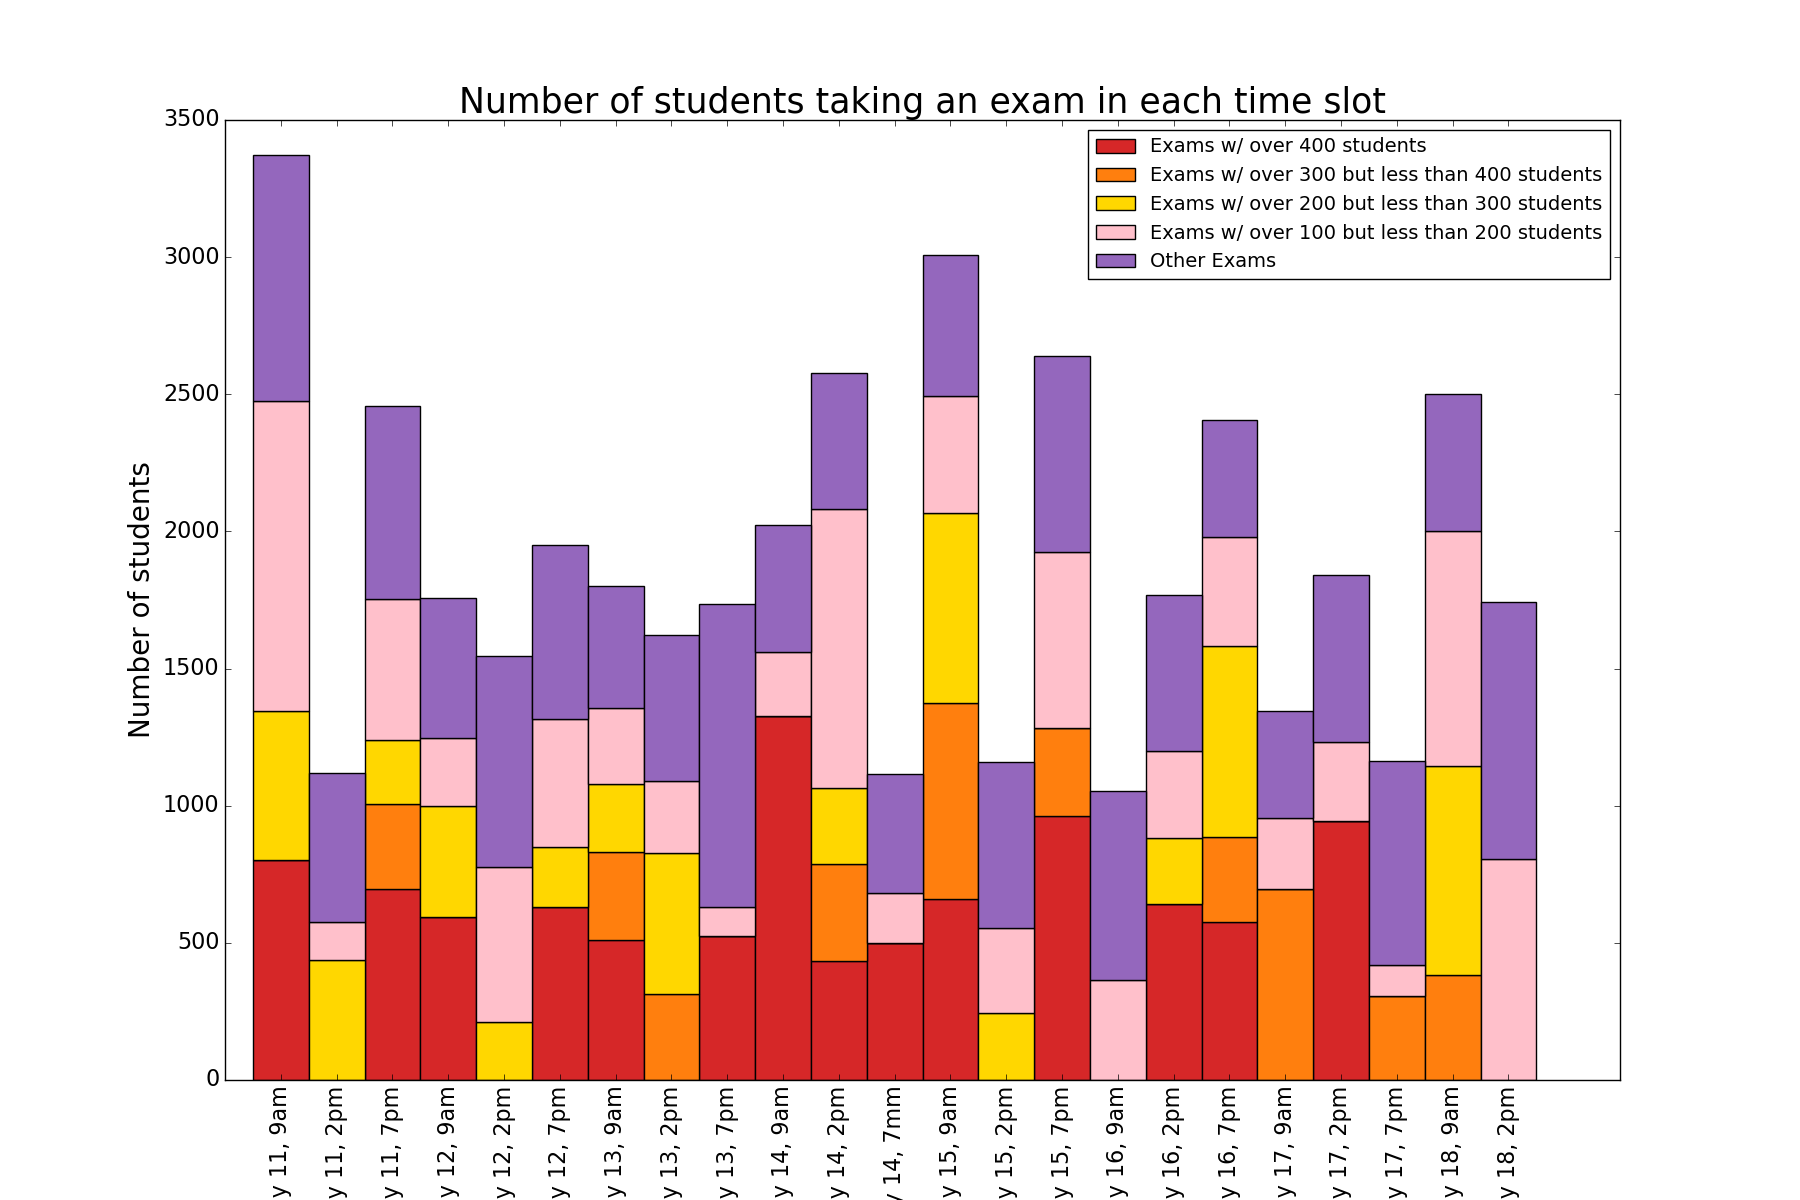 Number of students taking an exam in each time slot
Exams w/ over 400 students
Exams w/ over 300 but less than 400 students
Exams w/ over 200 but less than 300 students
Exams w/ over 100 but less than 200 students
Other Exams
Number of students
3500
3000
2500
2000
1500
1000
500
0
y 11, 9am
y 11, 2pm
y 11, 7pm
y 12, 9am
y 12, 2pm
y 12, 7pm
y 13, 9am
y 13, 2pm
y 13, 7pm
y 14, 9am
y 14, 2pm
y 14, 7mm
y 15, 9am
y 15, 2pm
y 15, 7pm
y 16, 9am
y 16, 2pm
y 16, 7pm
y 17, 9am
y 17, 2pm
y 17, 7pm
y 18, 9am
y 18, 2pm